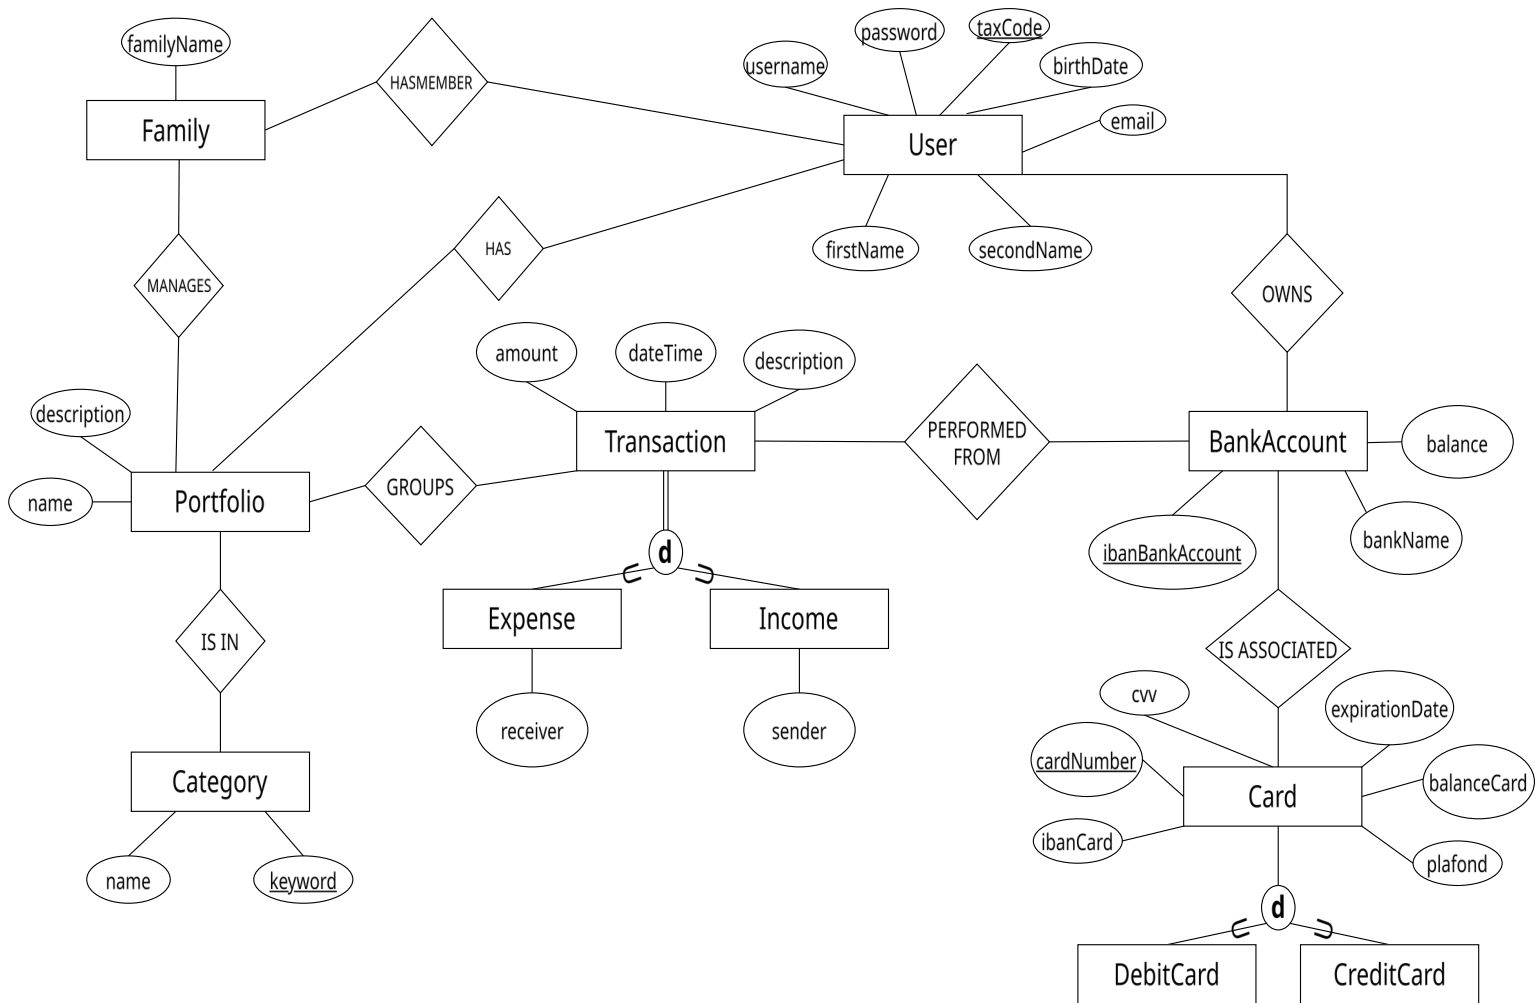 familyName
HASMEMBER
password
taxCode
username
birthDate
email
Family
User
firstName
secondName
HAS
MANAGES
OWNS
amount
dateTime
description
description
Transaction
PERFORMED
FROM
BankAccount
balance
name
Portfolio
GROUPS
ibanBankAccount
bankName
d
Expense
Income
IS IN
IS ASSOCIATED
receiver
sender
cvv
expirationDate
cardNumber
balanceCard
Category
Card
ibanCard
plafond
name
keyword
d
DebitCard
CreditCard